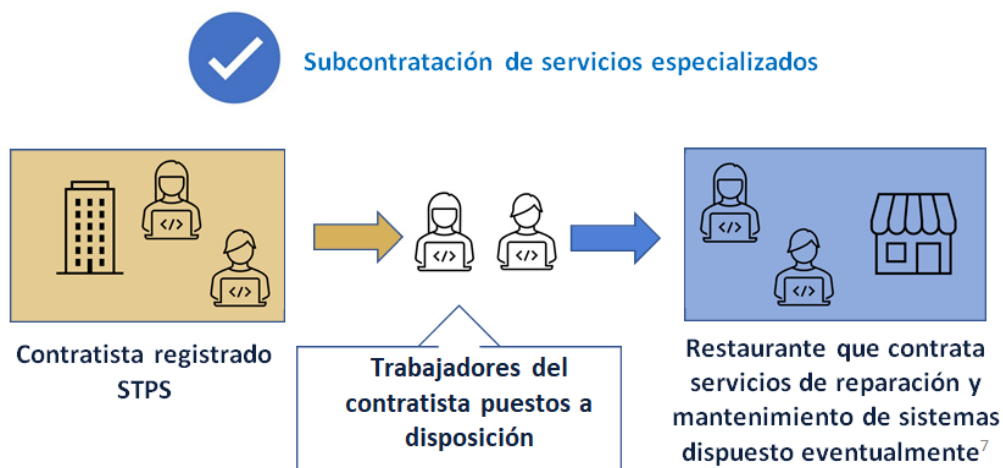 Subcontratación de servicios especializados
</>
</>
</>
</>
</>
</>
Contratista registrado
STPS
Trabajadores del
contratista puestos a
disposición
Restaurante que contrata
servicios de reparación y
mantenimiento de sistemas
dispuesto eventualmente7